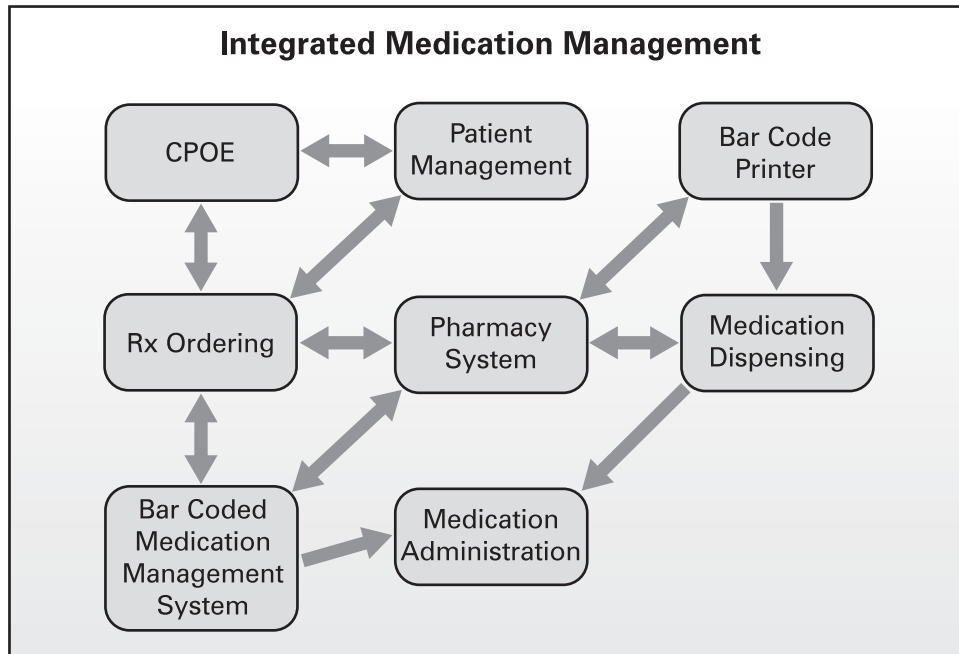 Integrated Medication Management
CPOE
Patient
Management
Bar Code
Printer
Rx Ordering
Pharmacy
System
Medication
Dispensing
Bar Coded
Medication
Management
System
Medication
Administration